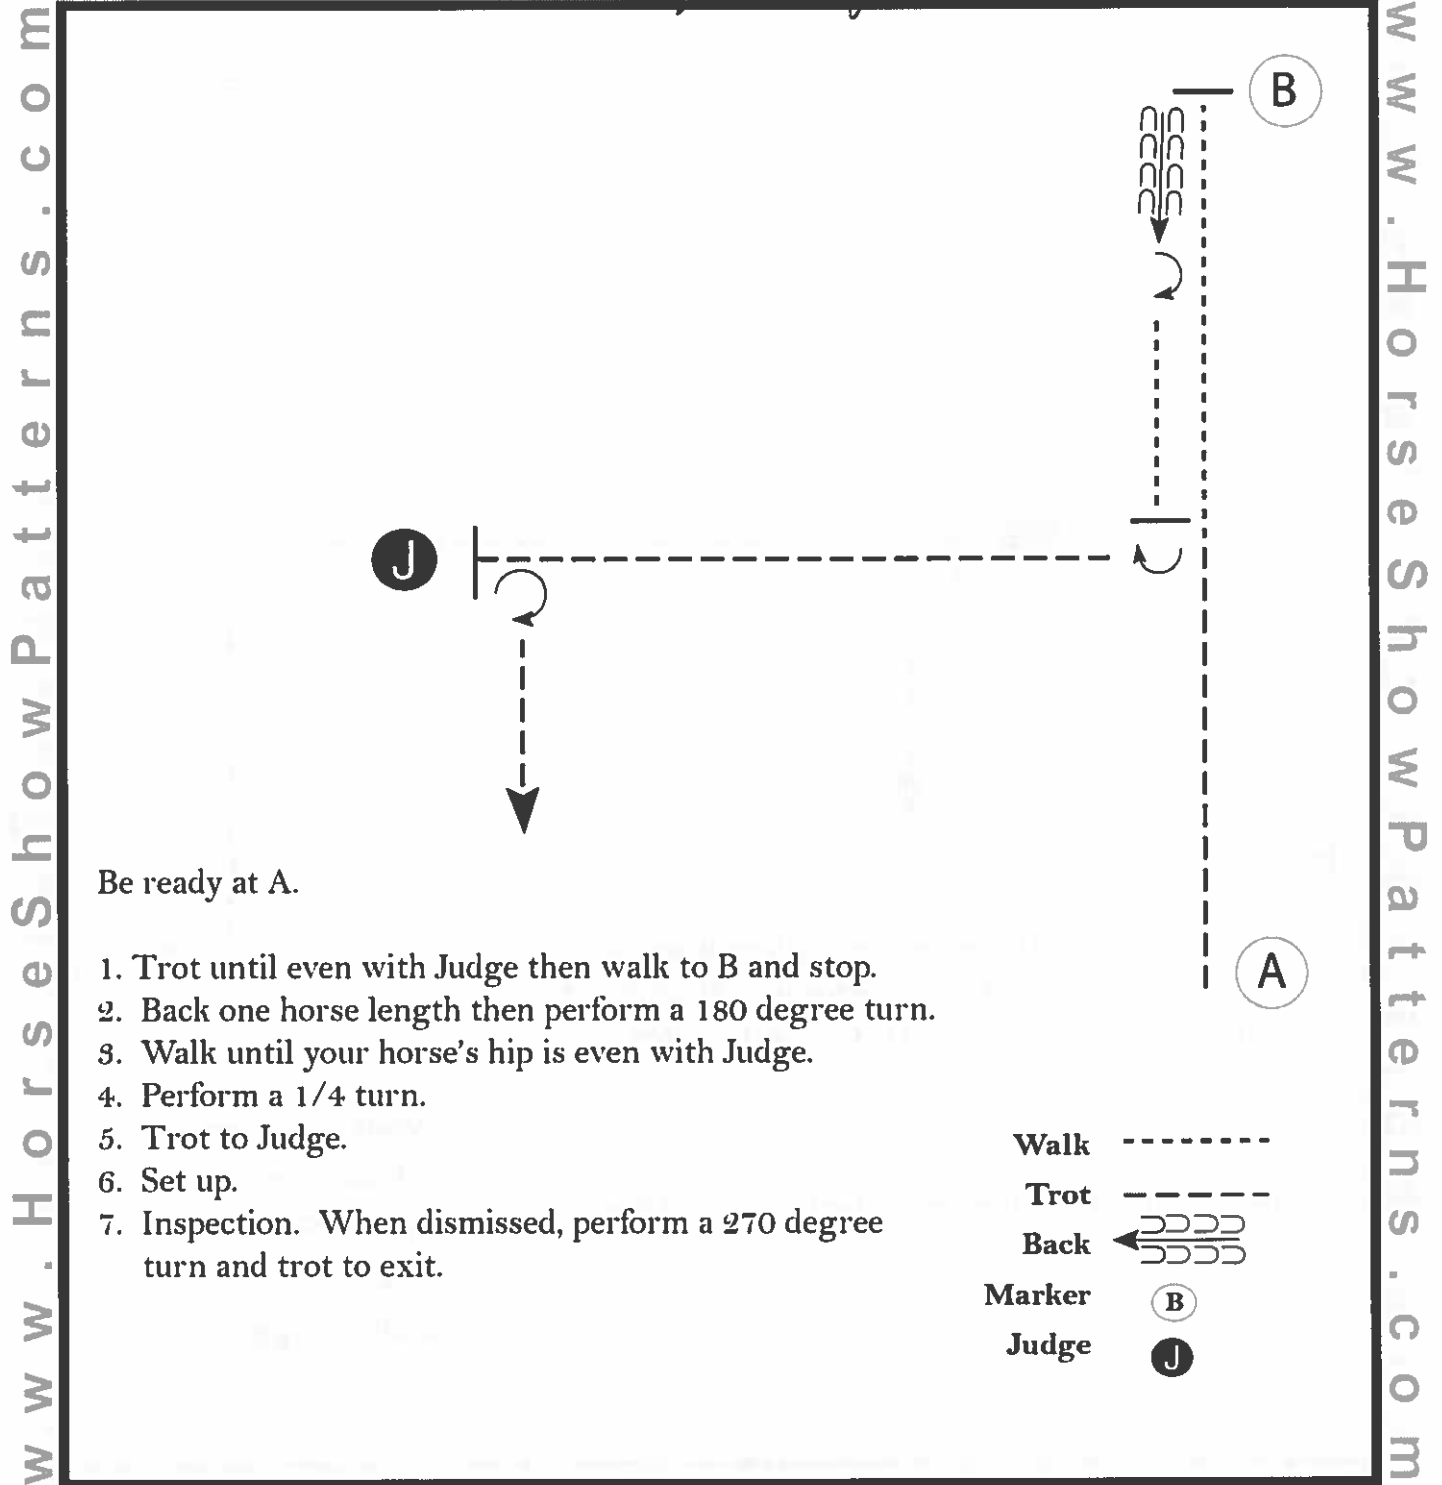 www.HorseShowPatterns.com
B
J
A
Be ready at A.
1. Trot until even with Judge then walk to B and stop.
2. Back one horse length then perform a 180 degree turn.
3. Walk until your horse's hip is even with Judge.
4. Perform a 1/4 turn.
5. Trot to Judge.
6. Set up.
7. Inspection. When dismissed, perform a 270 degree
turn and trot to exit.
Walk
Trot
Back
Marker B
Judge J
www.HorseShowPatterns.com